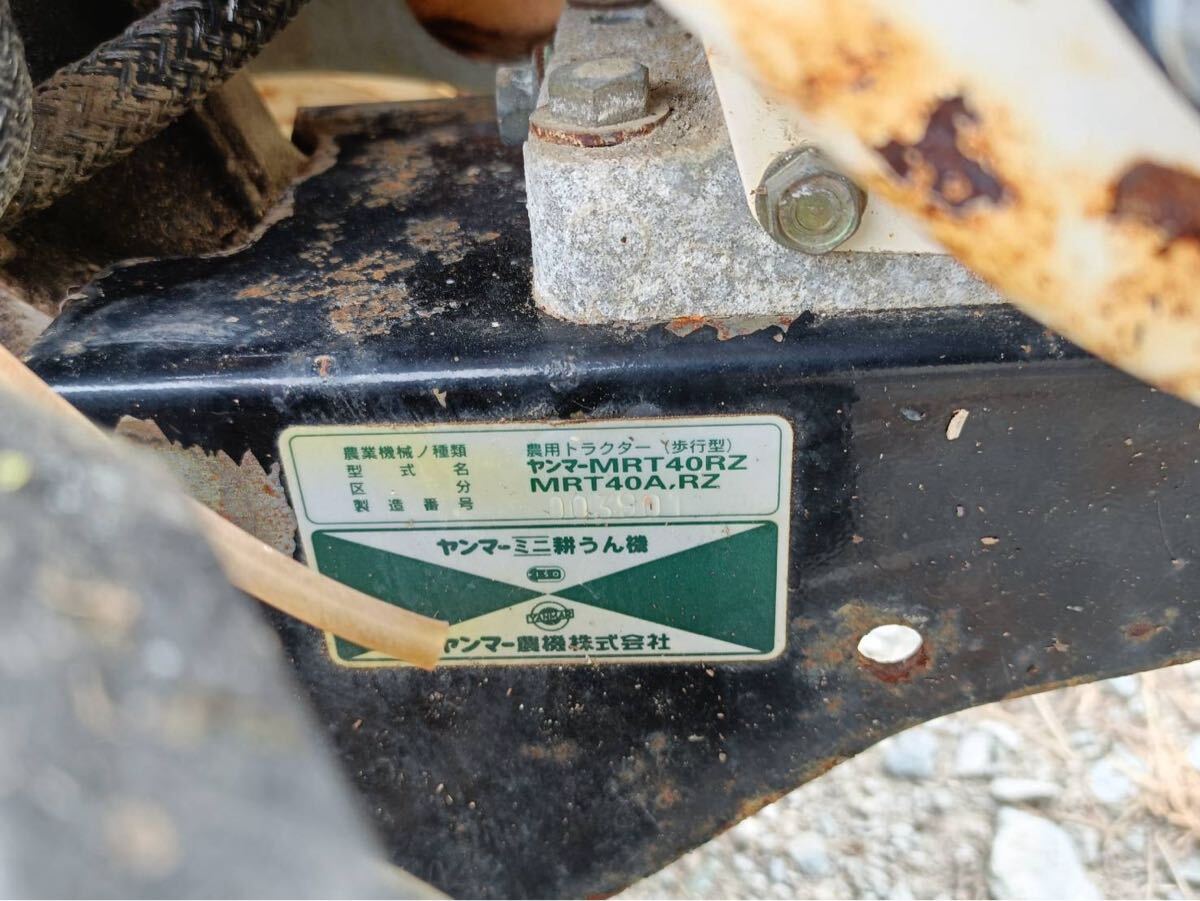 農業機械ノ種類 農用トラクター（歩行型）
型式名 ヤンマーMRT40RZ
区分 MRT40A,RZ
製造番号
ヤンマーミニ耕うん機
ISO
YANMAR
ヤンマー農機株式会社